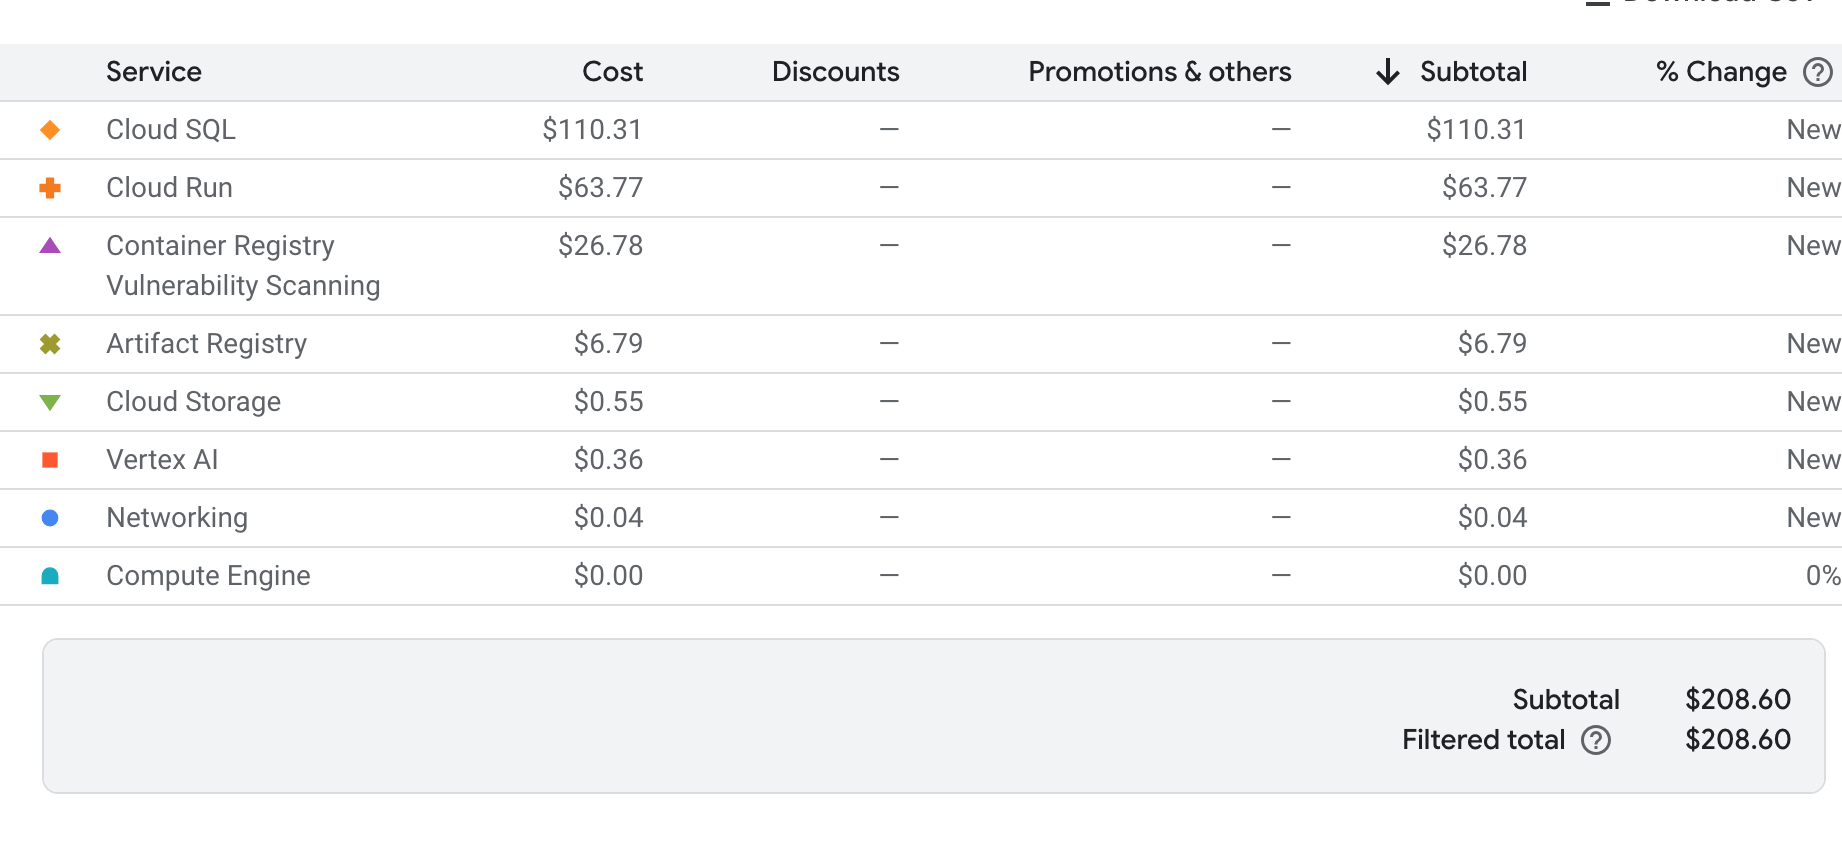 Service Cost Discounts Promotions & others Subtotal % Change
Cloud SQL $110.31 — — $110.31 New
Cloud Run $63.77 — — $63.77 New
Container Registry $26.78 — — $26.78 New
Vulnerability Scanning
Artifact Registry $6.79 — — $6.79 New
Cloud Storage $0.55 — — $0.55 New
Vertex AI $0.36 — — $0.36 New
Networking $0.04 — — $0.04 New
Compute Engine $0.00 — — $0.00 0%
Subtotal $208.60
Filtered total $208.60